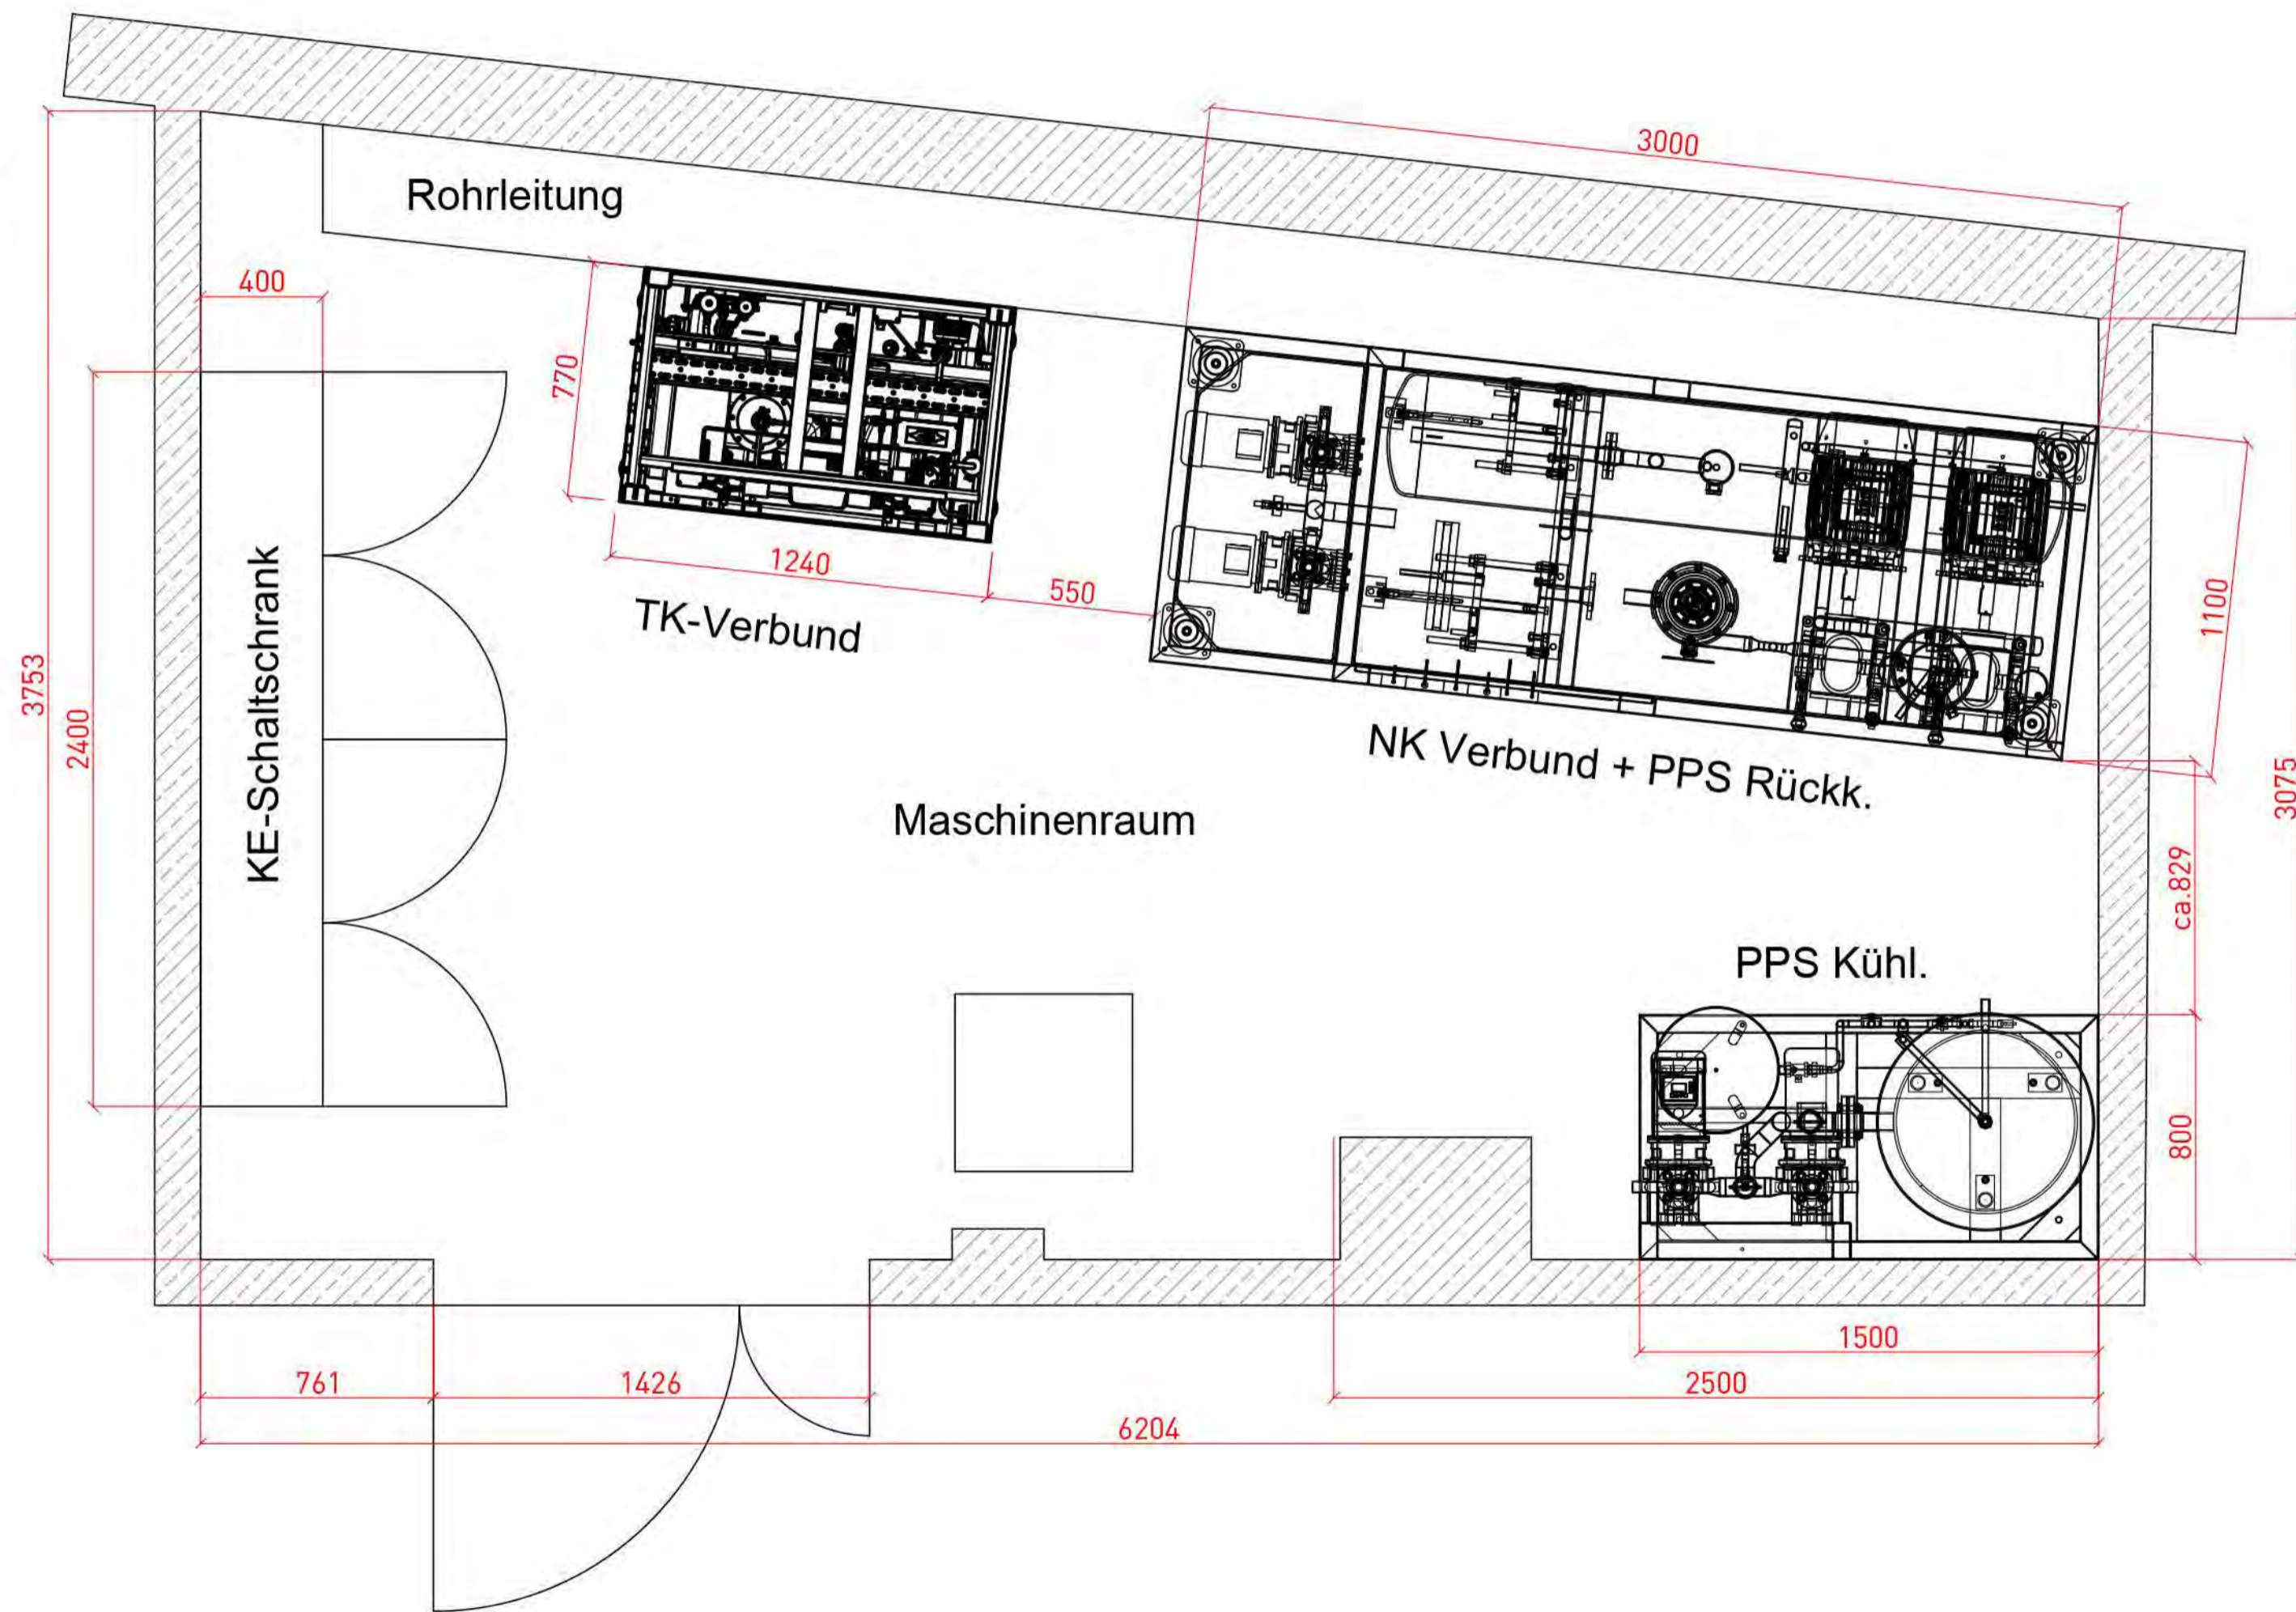 3000
Rohrleitung
400
770
1240
550
TK-Verbund
1100
KE-Schaltschrank
3753
2400
NK Verbund + PPS Rückk.
3075
Maschinenraum
ca.829
PPS Kühl.
800
1500
761
1426
2500
6204